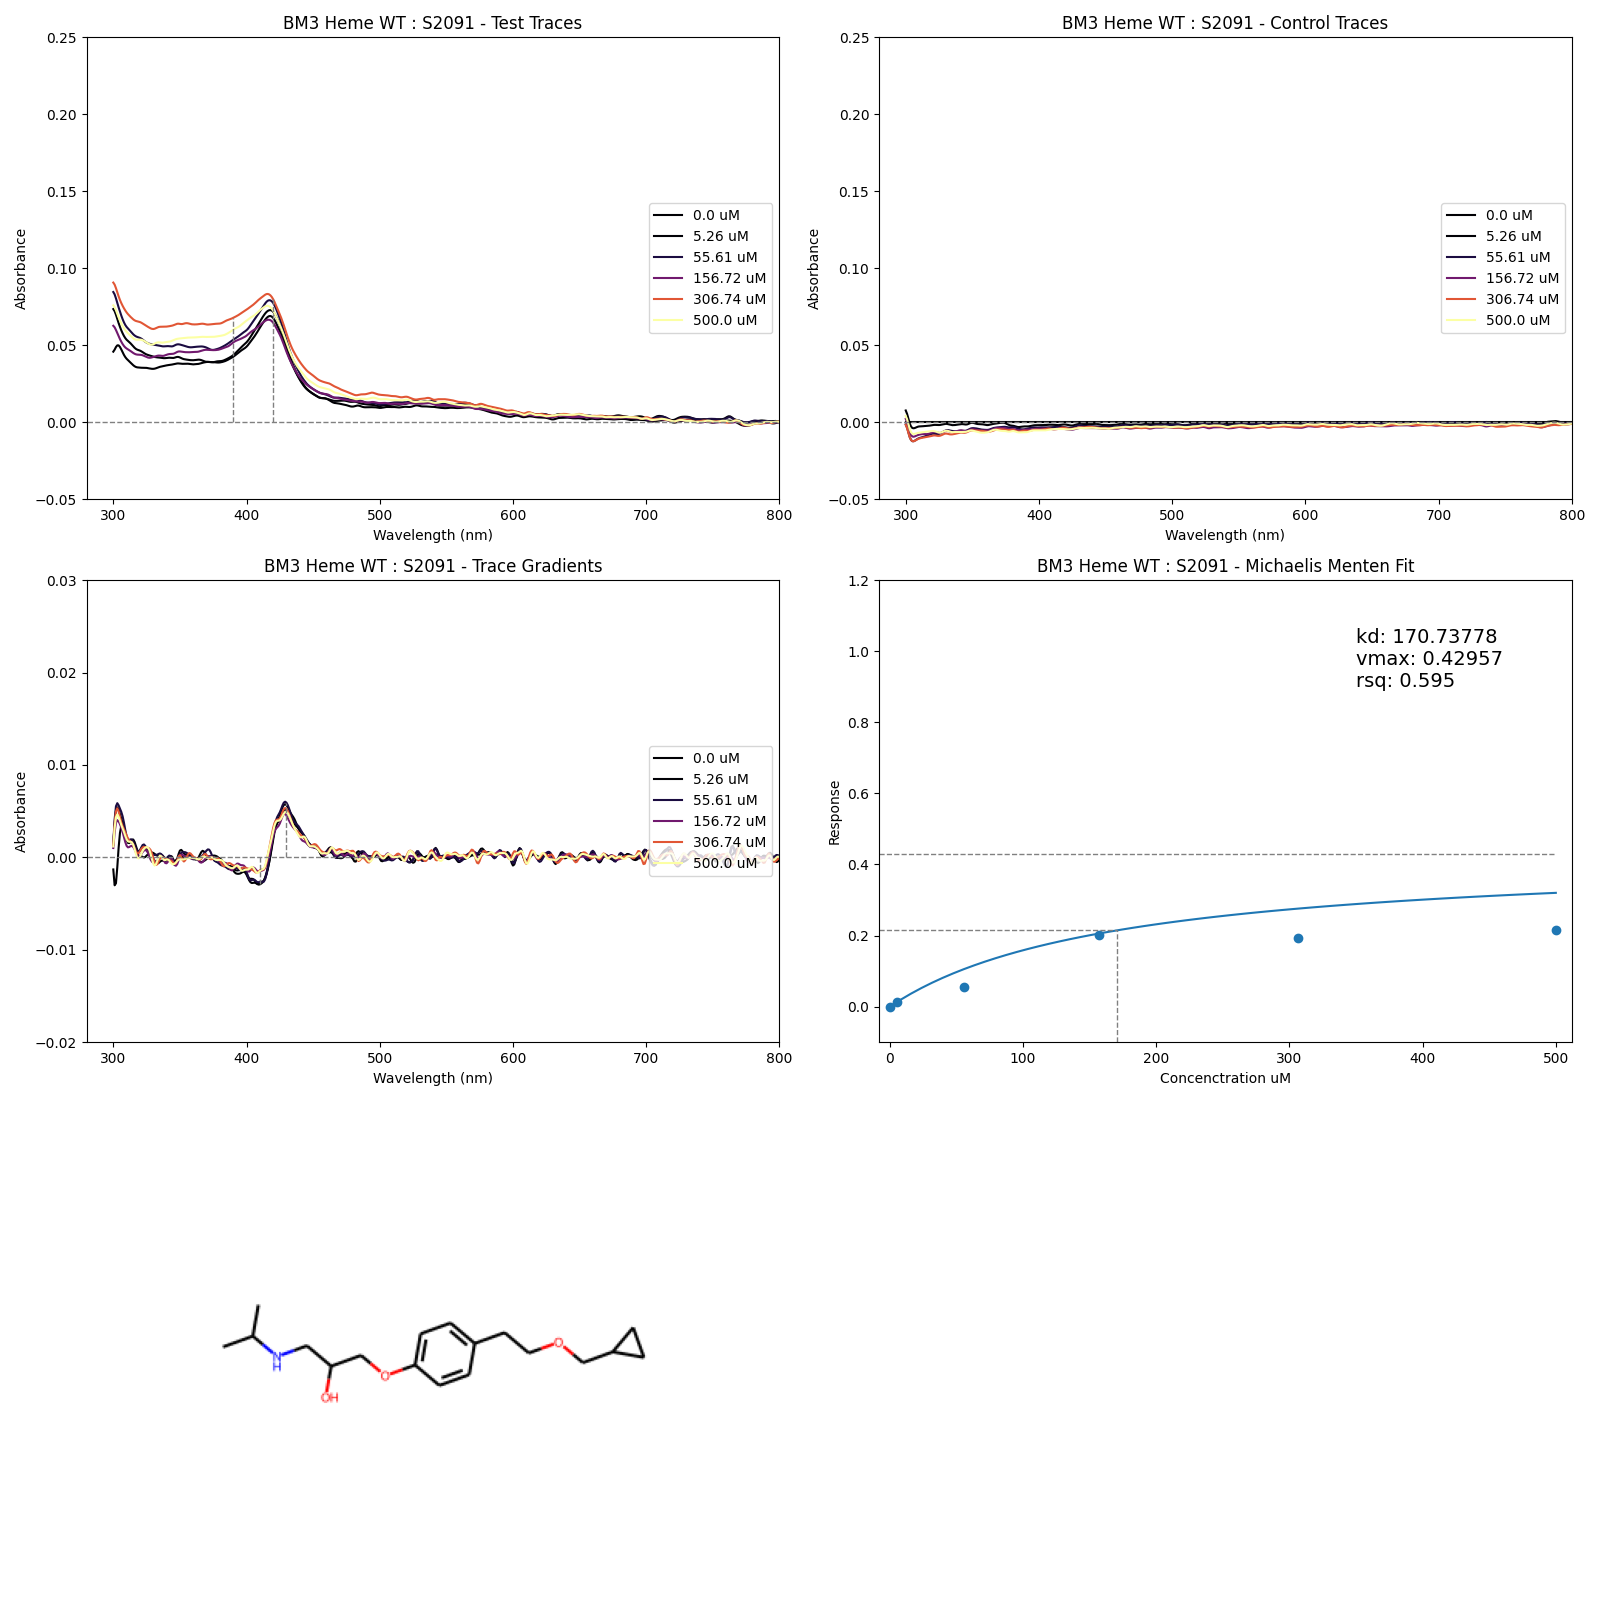 BM3 Heme WT : S2091 - Test Traces
0.25
0.20
0.15
0.10
0.05
0.00
−0.05
Absorbance
300
400
500
600
700
800
Wavelength (nm)
0.0 uM
5.26 uM
55.61 uM
156.72 uM
306.74 uM
500.0 uM
BM3 Heme WT : S2091 - Control Traces
0.25
0.20
0.15
0.10
0.05
0.00
−0.05
Absorbance
300
400
500
600
700
800
Wavelength (nm)
0.0 uM
5.26 uM
55.61 uM
156.72 uM
306.74 uM
500.0 uM
BM3 Heme WT : S2091 - Trace Gradients
0.03
0.02
0.01
0.00
−0.01
−0.02
Absorbance
300
400
500
600
700
800
Wavelength (nm)
0.0 uM
5.26 uM
55.61 uM
156.72 uM
306.74 uM
500.0 uM
BM3 Heme WT : S2091 - Michaelis Menten Fit
1.2
1.0
0.8
0.6
0.4
0.2
0.0
Response
kd: 170.73778
vmax: 0.42957
rsq: 0.595
0
100
200
300
400
500
Concenctration uM
N
H
OH
O
O